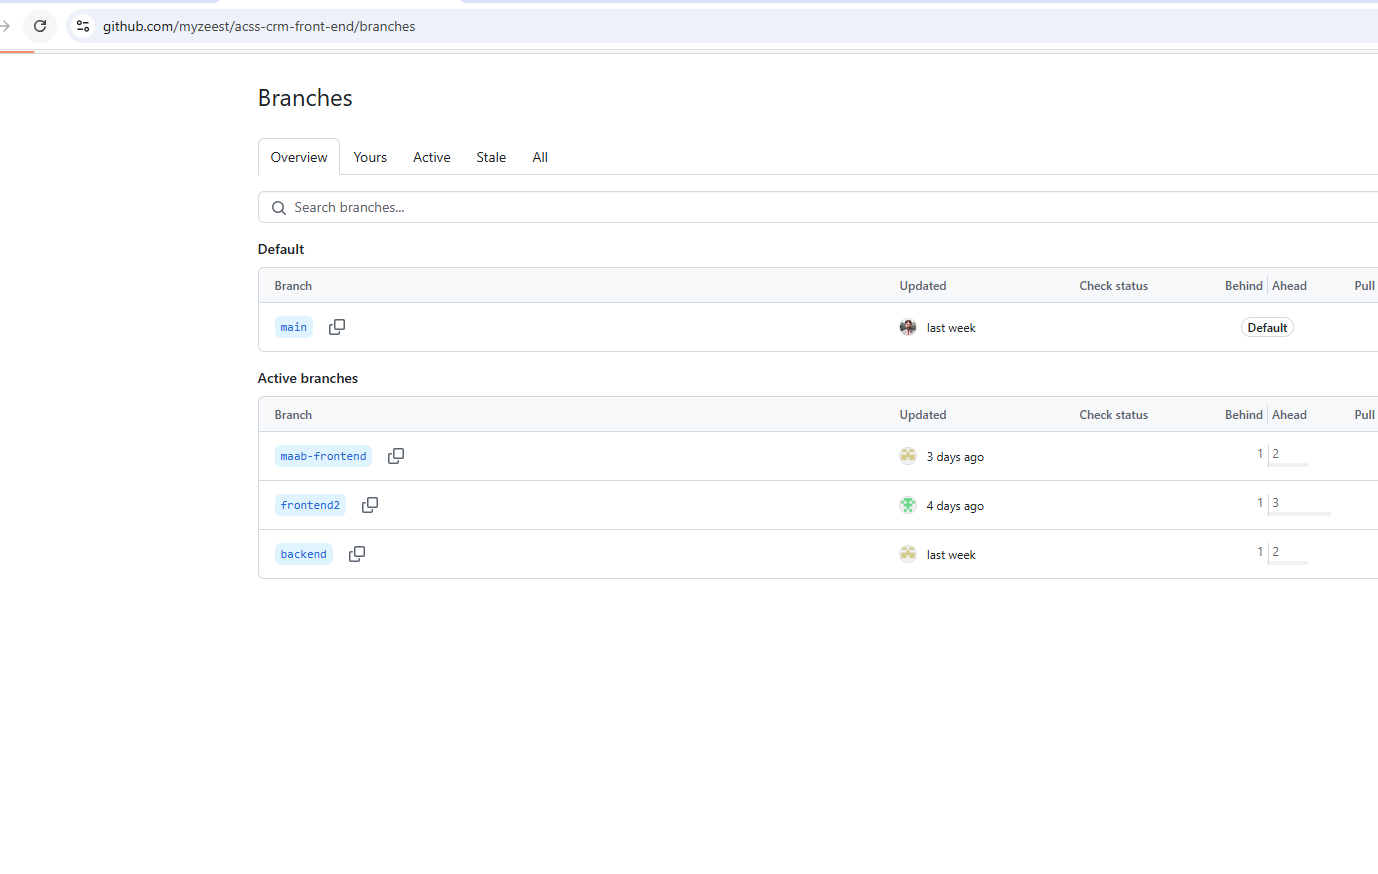 github.com/myzeest/acss-crm-front-end/branches
Branches
Overview Yours Active Stale All
Search branches...
Default
Branch Updated Check status Behind Ahead Pull
main last week Default
Active branches
Branch Updated Check status Behind Ahead Pull
maab-frontend 3 days ago 1 2
frontend2 4 days ago 1 3
backend last week 1 2